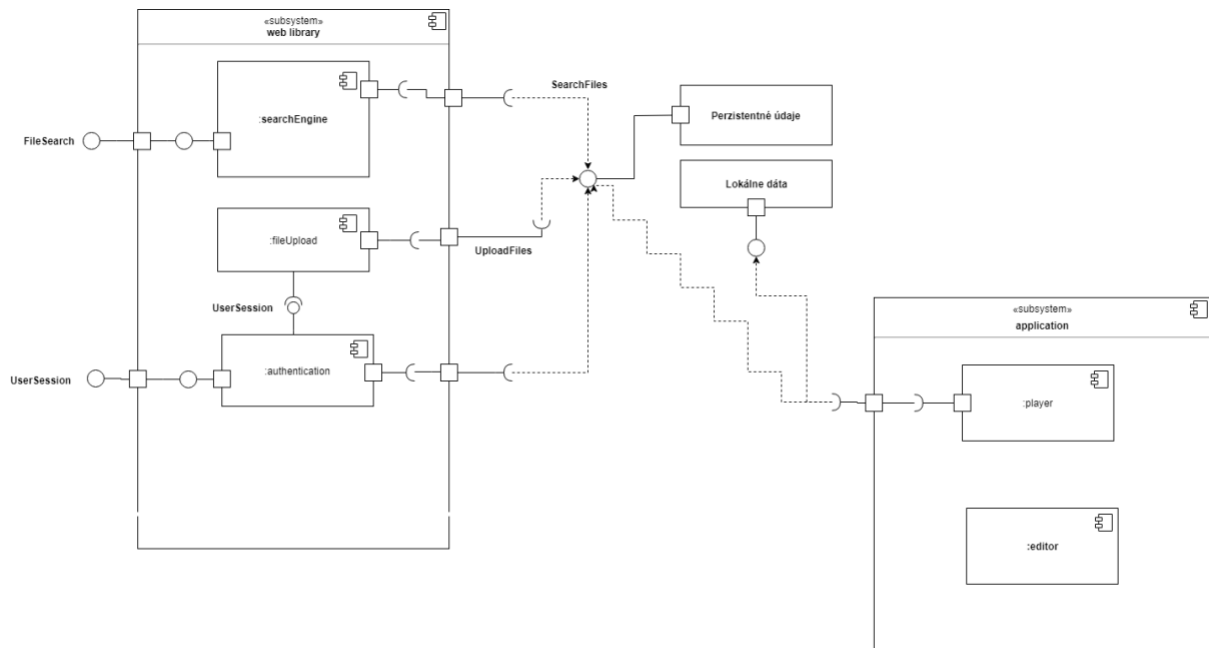 «subsystem»
web library
SearchFiles
:searchEngine
Perzistentné údaje
FileSearch
Lokálne dáta
:fileUpload
UploadFiles
UserSession
«subsystem»
application
:authentication
UserSession
:player
:editor